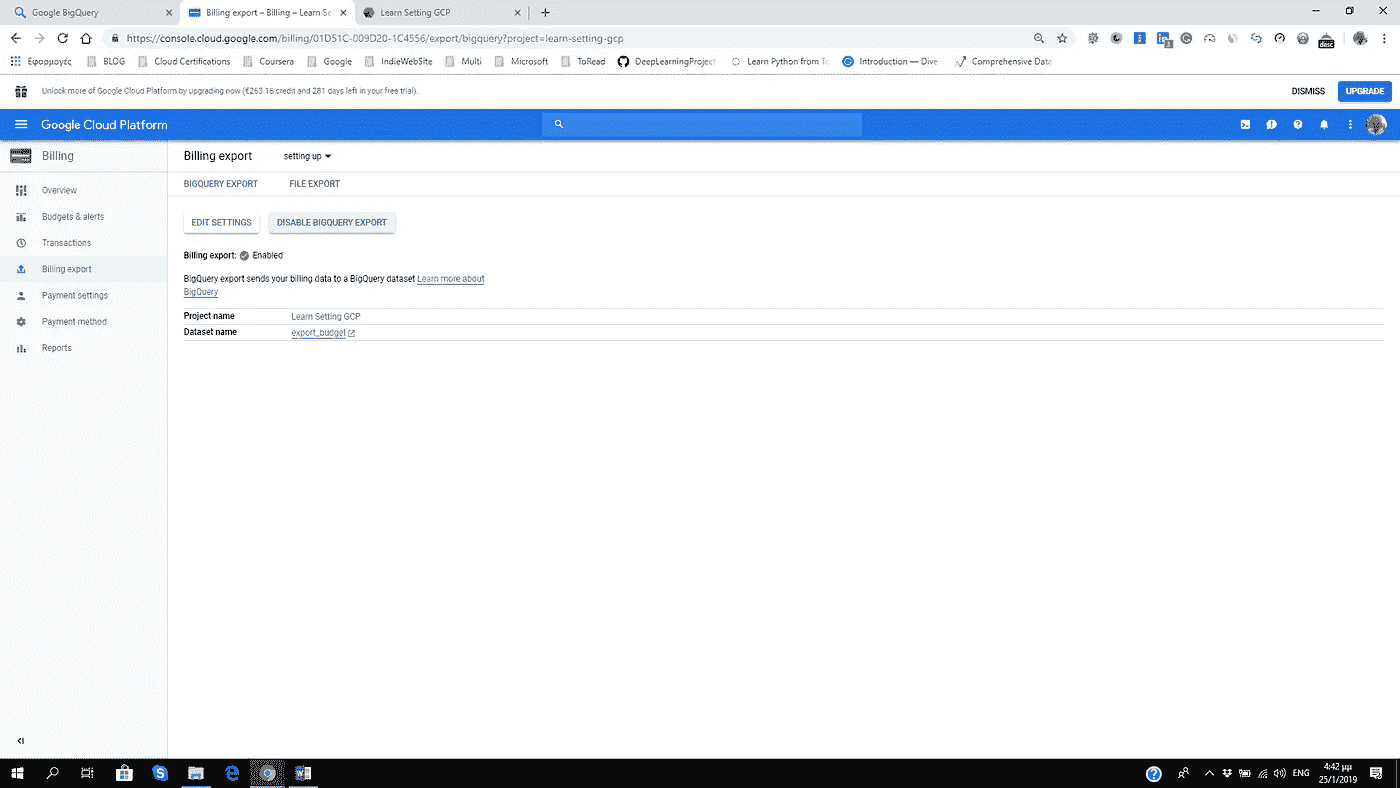 Google BigQuery
Billing export – Billing – Learn Se
Learn Setting GCP
https://console.cloud.google.com/billing/01D51C-009D20-1C4556/export/bigquery?project=learn-setting-gcp
3
desc
Εφαρμογές BLOG Cloud Certifications Coursera Google IndieWebSite Multi Microsoft ToRead DeepLearningProject Learn Python from To Introduction — Dive Comprehensive Data
Unlock more of Google Cloud Platform by upgrading now (€263.16 credit and 281 days left in your free trial).
DISMISS UPGRADE
Google Cloud Platform
Billing
Billing export setting up
BIGQUERY EXPORT FILE EXPORT
Overview
Budgets & alerts
Transactions
Billing export
Payment settings
Payment method
Reports
EDIT SETTINGS DISABLE BIGQUERY EXPORT
Billing export: Enabled
BigQuery export sends your billing data to a BigQuery dataset Learn more about
BigQuery
Project name Learn Setting GCP
Dataset name export_budget
ENG
4:42 μμ
25/1/2019